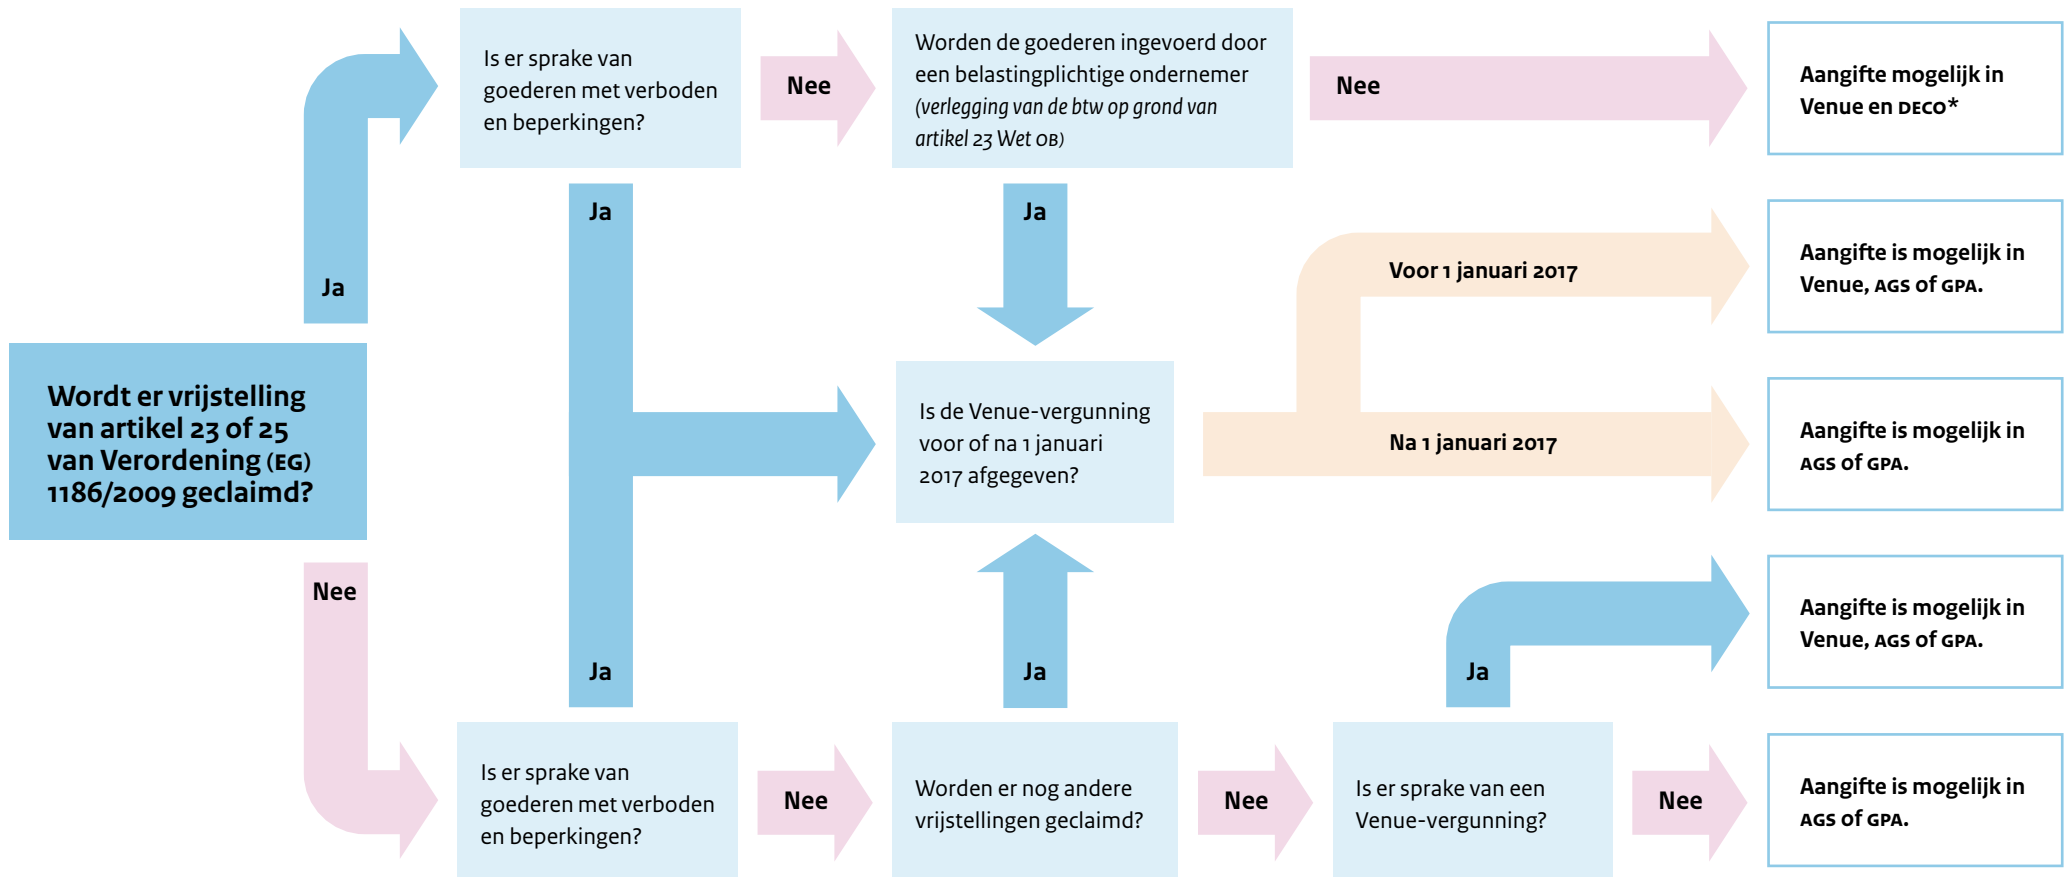 Is er sprake van
goederen met verboden
en beperkingen?
Nee
Worden de goederen ingevoerd door
een belastingplichtige ondernemer
(verlegging van de btw op grond van
artikel 23 Wet OB)
Nee
Aangifte mogelijk in
Venue en DECO*
Ja
Ja
Ja
Voor 1 januari 2017
Aangifte is mogelijk in
Venue, AGS of GPA.
Wordt er vrijstelling
van artikel 23 of 25
van Verordening (EG)
1186/2009 geclaimd?
Is de Venue-vergunning
voor of na 1 januari
2017 afgegeven?
Na 1 januari 2017
Aangifte is mogelijk in
AGS of GPA.
Nee
Ja
Ja
Ja
Aangifte is mogelijk in
Venue, AGS of GPA.
Is er sprake van
goederen met verboden
en beperkingen?
Nee
Worden er nog andere
vrijstellingen geclaimd?
Nee
Is er sprake van een
Venue-vergunning?
Nee
Aangifte is mogelijk in
AGS of GPA.